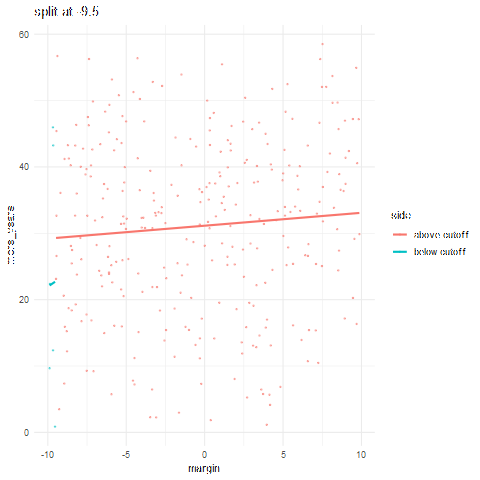 split at -9.5
60
40
20
0
-10 -5 0 5 10
margin
more_years
side
above cutoff
below cutoff